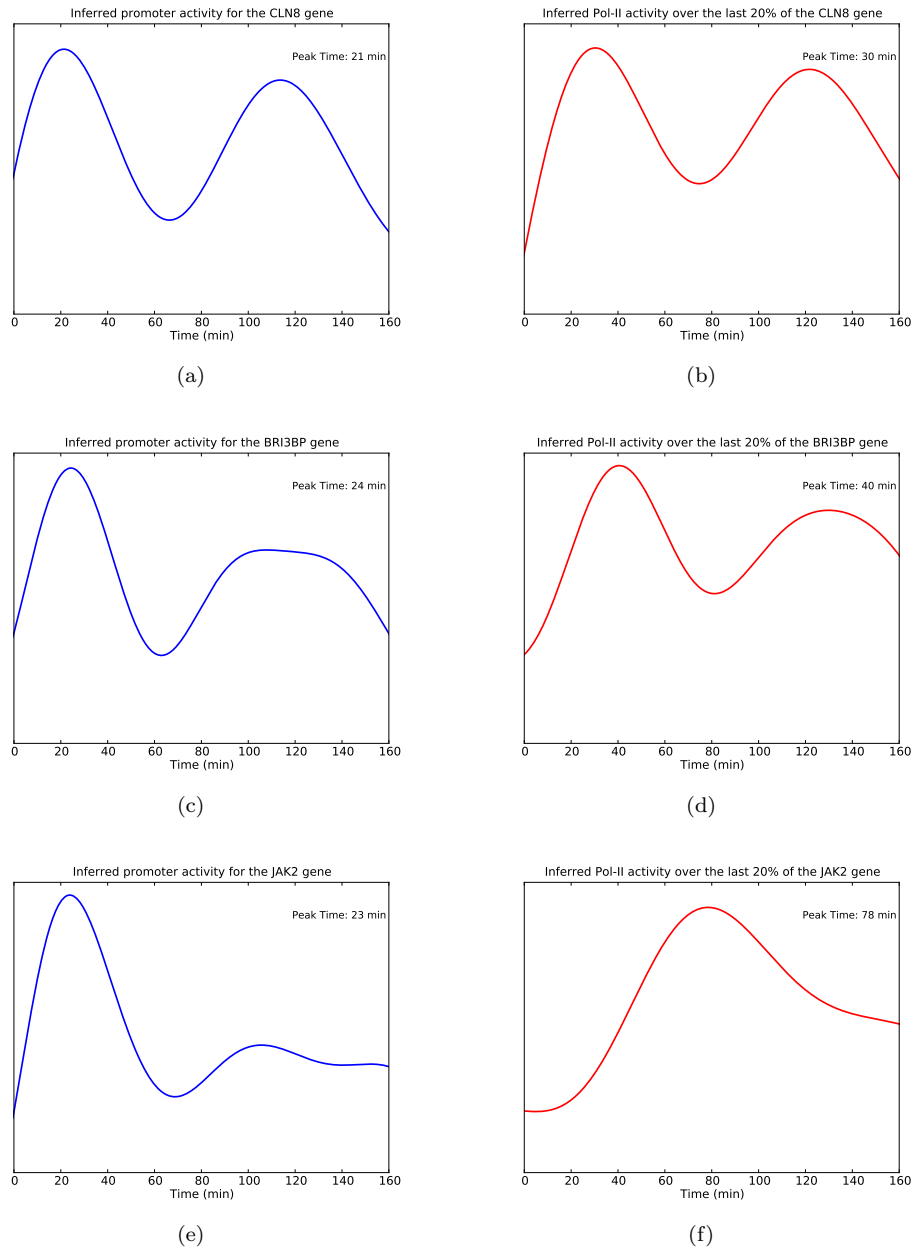 Inferred promoter activity for the CLN8 gene
Peak Time: 21 min
0 20 40 60 80 100 120 140 160
Time (min)
(a)
Inferred Pol-II activity over the last 20% of the CLN8 gene
Peak Time: 30 min
0 20 40 60 80 100 120 140 160
Time (min)
(b)
Inferred promoter activity for the BRI3BP gene
Peak Time: 24 min
0 20 40 60 80 100 120 140 160
Time (min)
(c)
Inferred Pol-II activity over the last 20% of the BRI3BP gene
Peak Time: 40 min
0 20 40 60 80 100 120 140 160
Time (min)
(d)
Inferred promoter activity for the JAK2 gene
Peak Time: 23 min
0 20 40 60 80 100 120 140 160
Time (min)
(e)
Inferred Pol-II activity over the last 20% of the JAK2 gene
Peak Time: 78 min
0 20 40 60 80 100 120 140 160
Time (min)
(f)